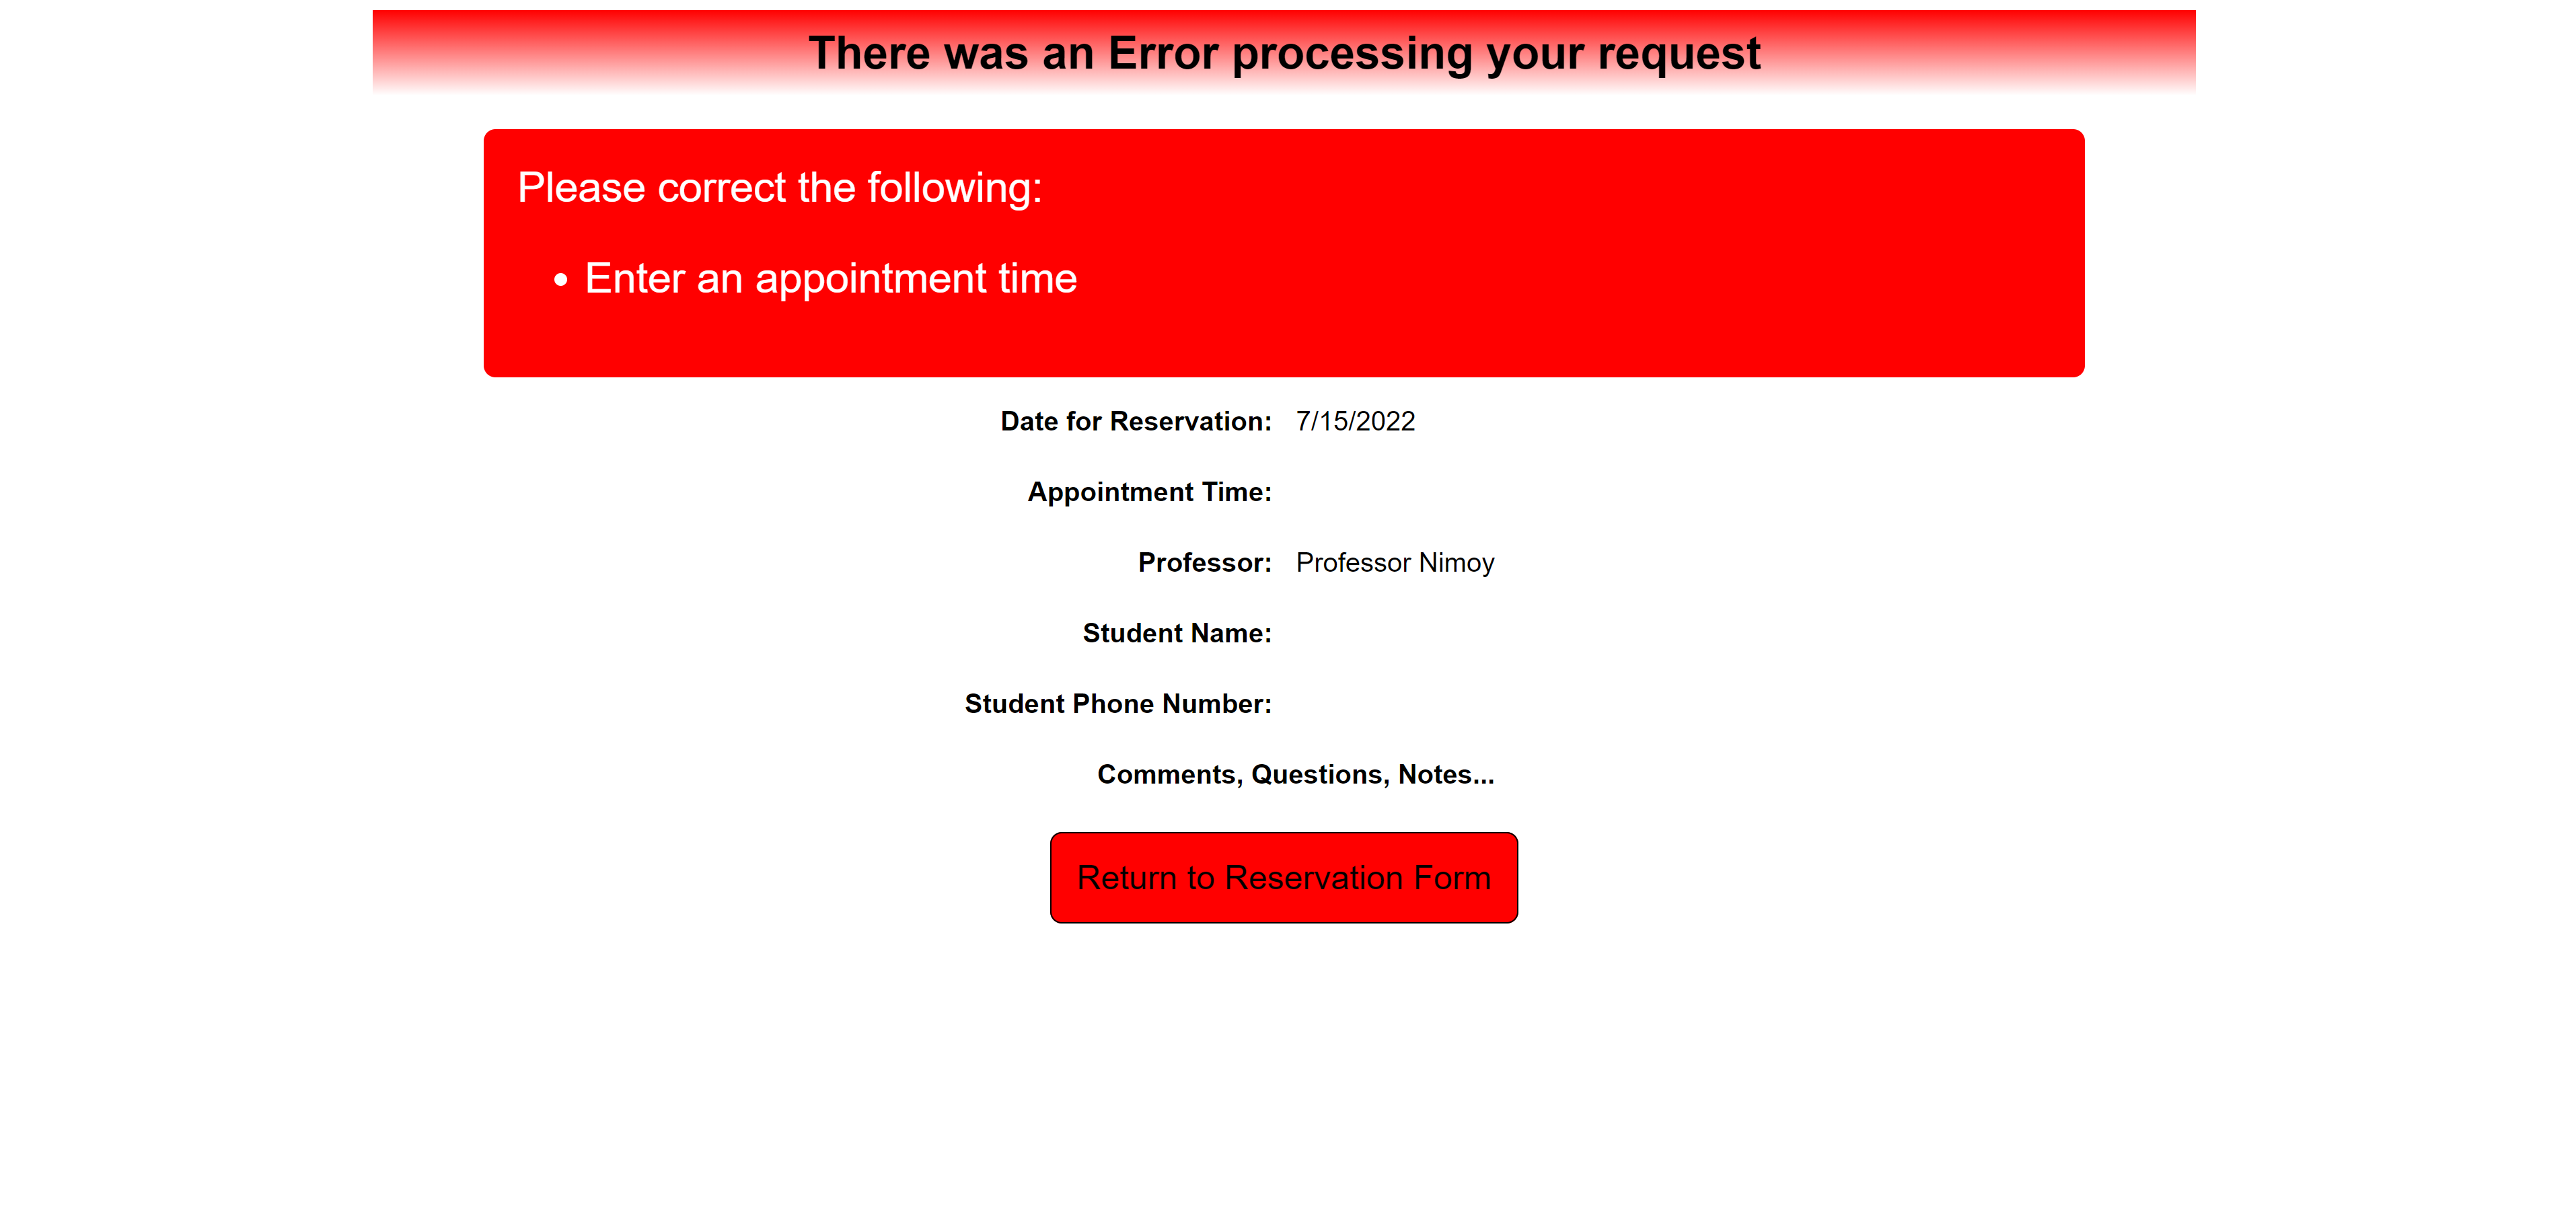 There was an Error processing your request
Please correct the following:
• Enter an appointment time
Date for Reservation: 7/15/2022
Appointment Time:
Professor: Professor Nimoy
Student Name:
Student Phone Number:
Comments, Questions, Notes...
Return to Reservation Form